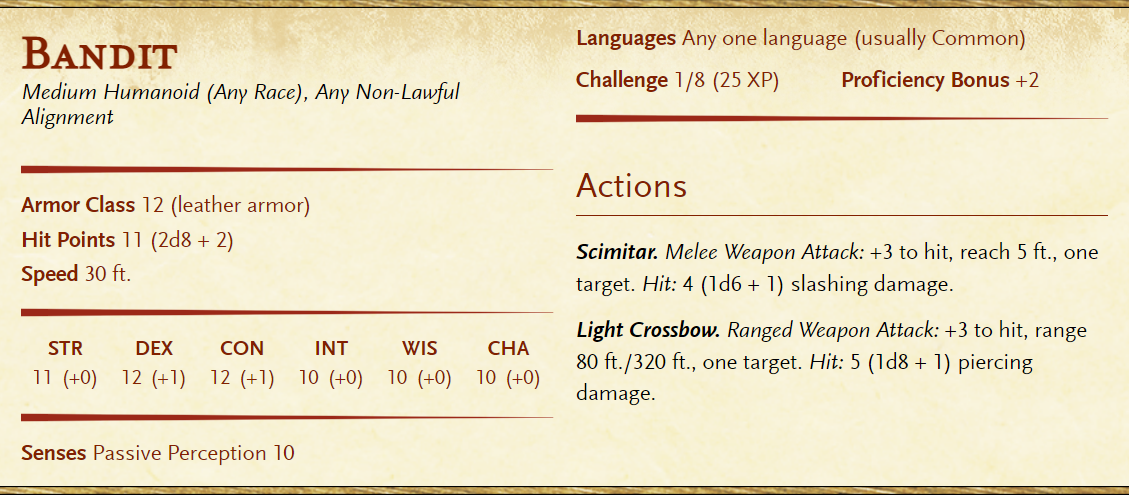 BANDIT
Medium Humanoid (Any Race), Any Non-Lawful
Alignment
Armor Class 12 (leather armor)
Hit Points 11 (2d8 + 2)
Speed 30 ft.
STR DEX CON INT WIS CHA
11 (+0) 12 (+1) 12 (+1) 10 (+0) 10 (+0) 10 (+0)
Senses Passive Perception 10
Languages Any one language (usually Common)
Challenge 1/8 (25 XP) Proficiency Bonus +2
Actions
Scimitar. Melee Weapon Attack: +3 to hit, reach 5 ft., one
target. Hit: 4 (1d6 + 1) slashing damage.
Light Crossbow. Ranged Weapon Attack: +3 to hit, range
80 ft./320 ft., one target. Hit: 5 (1d8 + 1) piercing
damage.